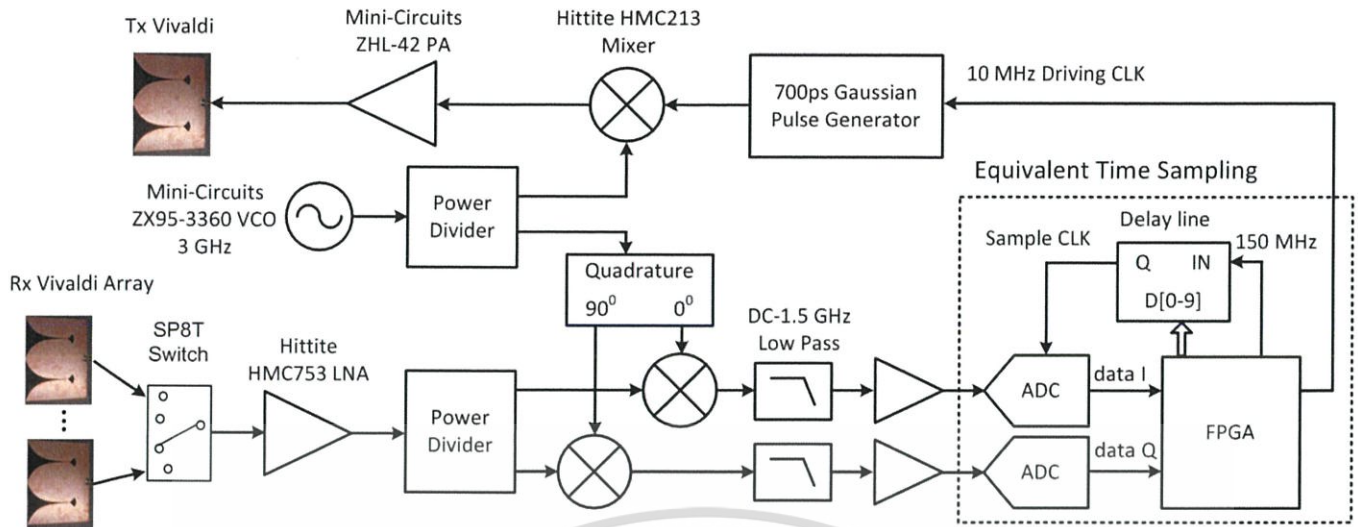 Tx Vivaldi
Mini-Circuits
ZHL-42 PA
Hittite HMC213
Mixer
700ps Gaussian
Pulse Generator
10 MHz Driving CLK
Mini-Circuits
ZX95-3360 VCO
3 GHz
Power
Divider
Quadrature
90⁰ 0⁰
Equivalent Time Sampling
Delay line
Sample CLK
150 MHz
Q IN
D[0-9]
Rx Vivaldi Array
SP8T
Switch
Hittite
HMC753 LNA
Power
Divider
DC-1.5 GHz
Low Pass
ADC
data I
FPGA
ADC
data Q